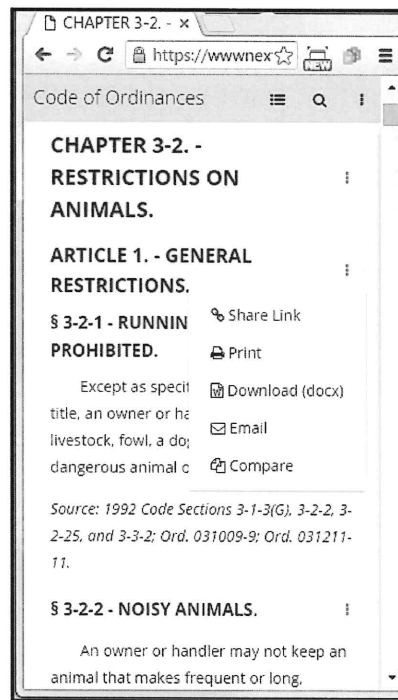 CHAPTER 3-2. - ×
https://wwwnex
NEW
Code of Ordinances
CHAPTER 3-2. -
RESTRICTIONS ON
ANIMALS.
ARTICLE 1. - GENERAL
RESTRICTIONS.
§ 3-2-1 - RUNNIN
PROHIBITED.
Share Link
Print
Download (docx)
Email
Compare
Except as specif
title, an owner or ha
livestock, fowl, a do
dangerous animal o
Source: 1992 Code Sections 3-1-3(G), 3-2-2, 3-
2-25, and 3-3-2; Ord. 031009-9; Ord. 031211-
11.
§ 3-2-2 - NOISY ANIMALS.
An owner or handler may not keep an
animal that makes frequent or long,